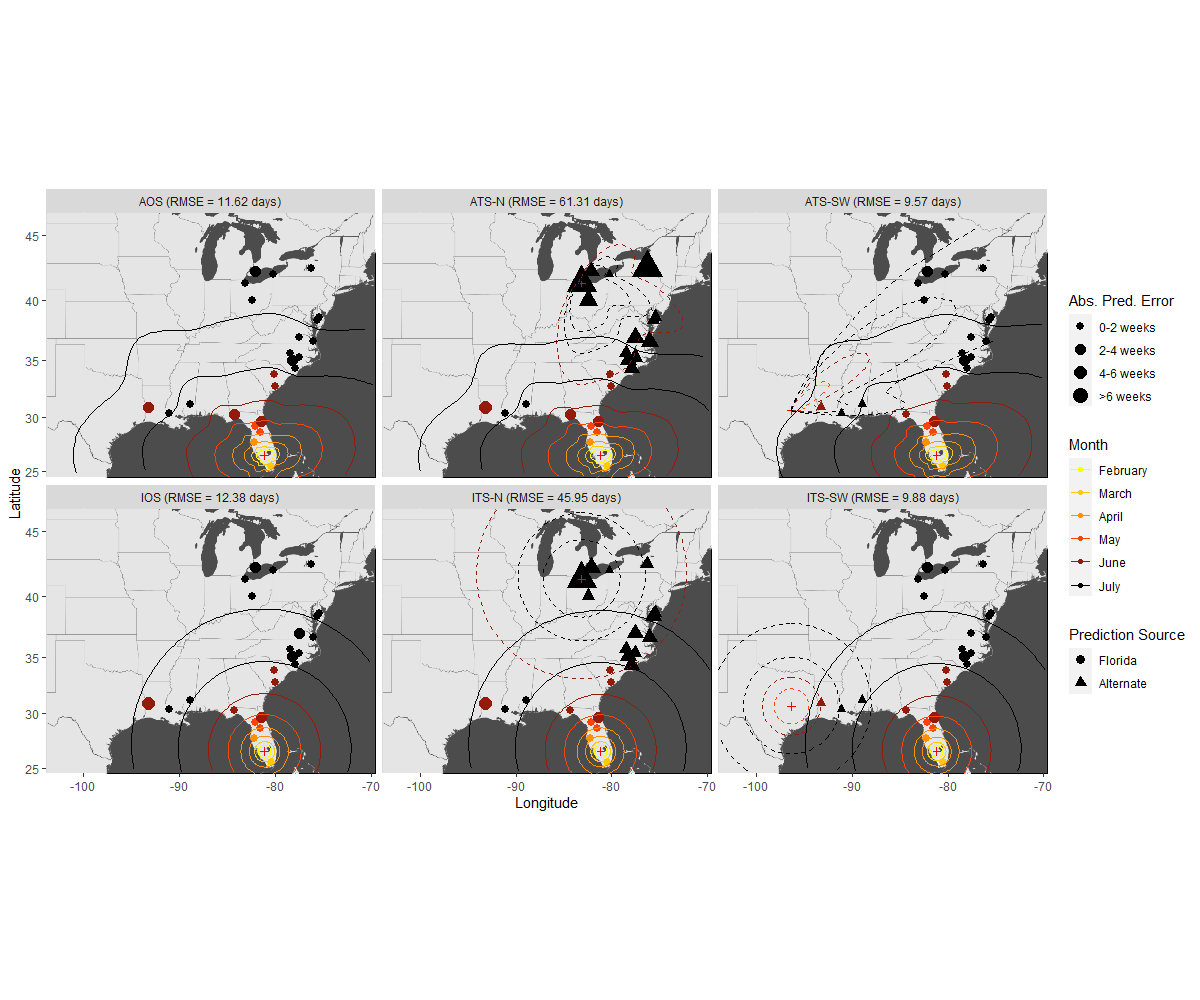 AOS (RMSE = 11.62 days)
ATS-N (RMSE = 61.31 days)
ATS-SW (RMSE = 9.57 days)
45
40
35
30
25
IOS (RMSE = 12.38 days)
ITS-N (RMSE = 45.95 days)
ITS-SW (RMSE = 9.88 days)
45
40
35
30
25
-100
-90
-80
-70
-100
-90
-80
-70
-100
-90
-80
-70
Longitude
Latitude
Abs. Pred. Error
0-2 weeks
2-4 weeks
4-6 weeks
>6 weeks
Month
February
March
April
May
June
July
Prediction Source
Florida
Alternate